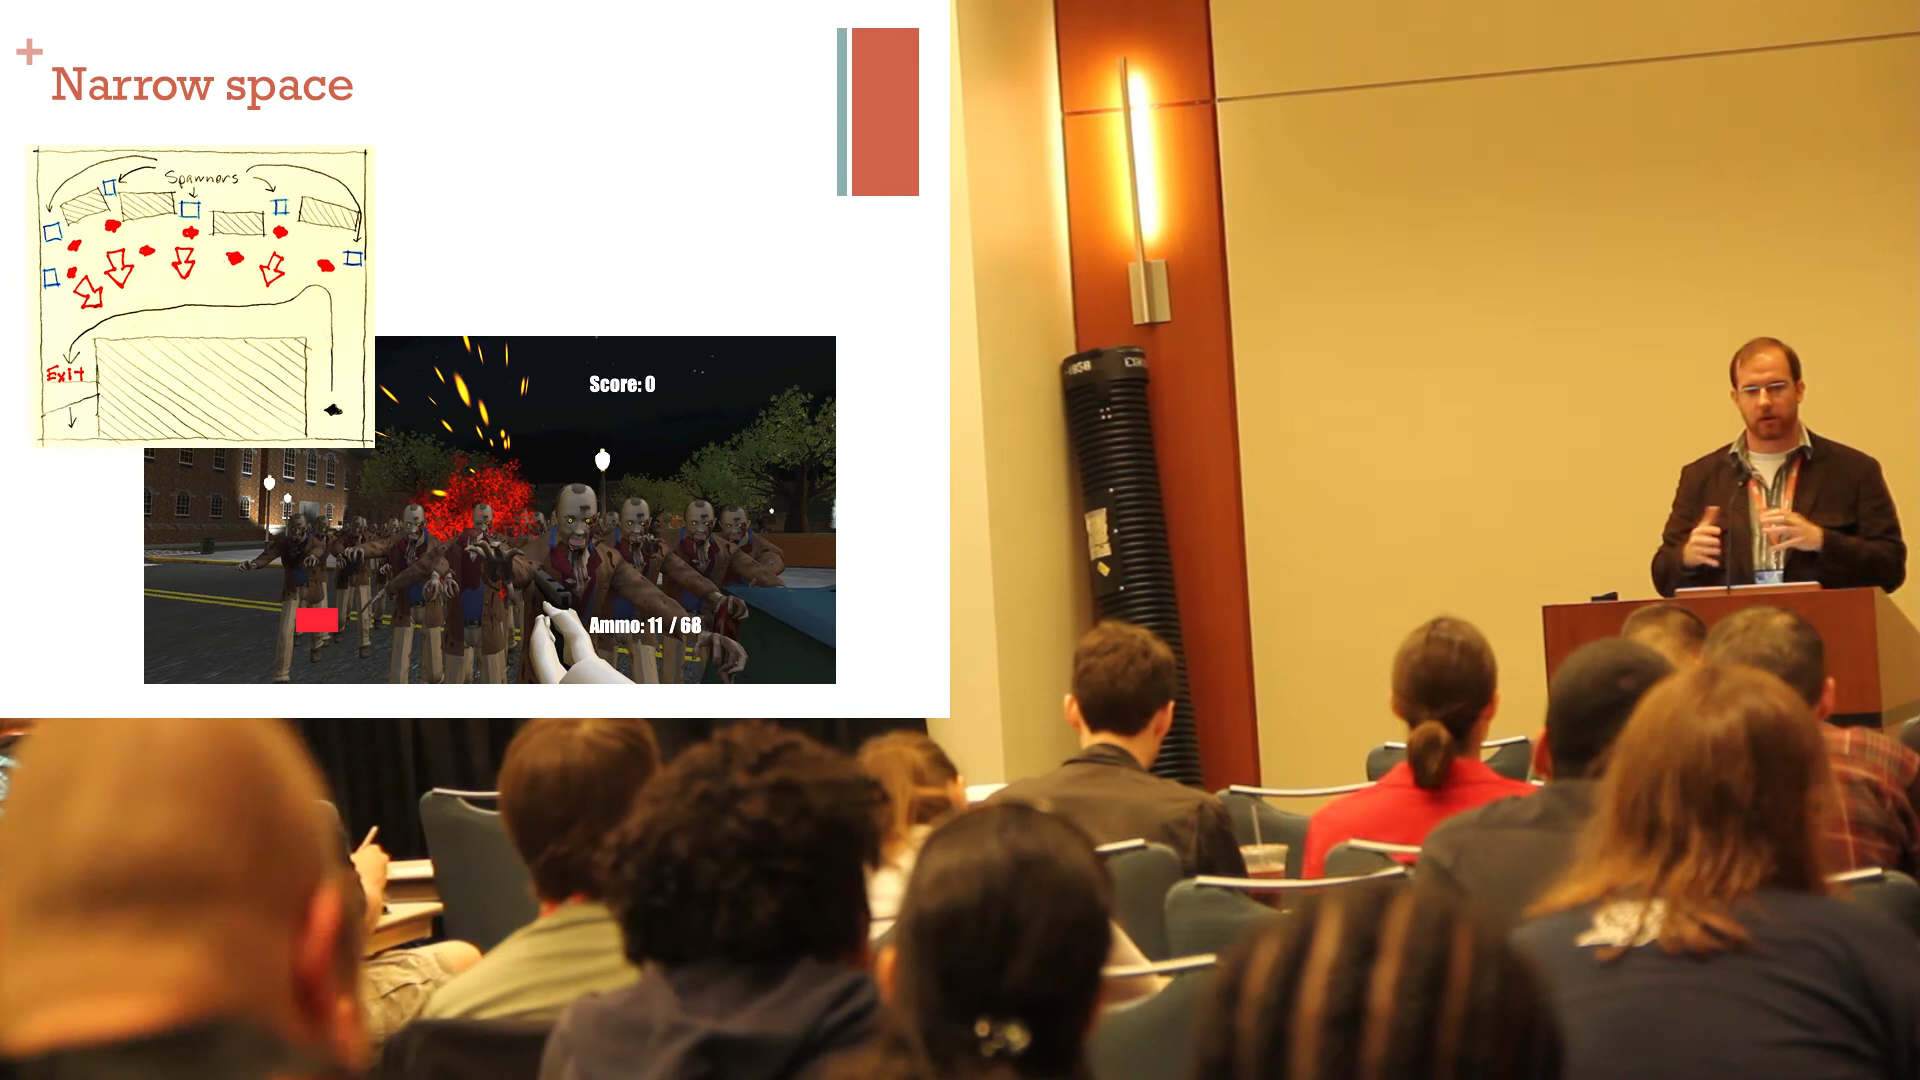 +
Narrow space
Spawners
Exit
Score: 0
Ammo: 11 / 68